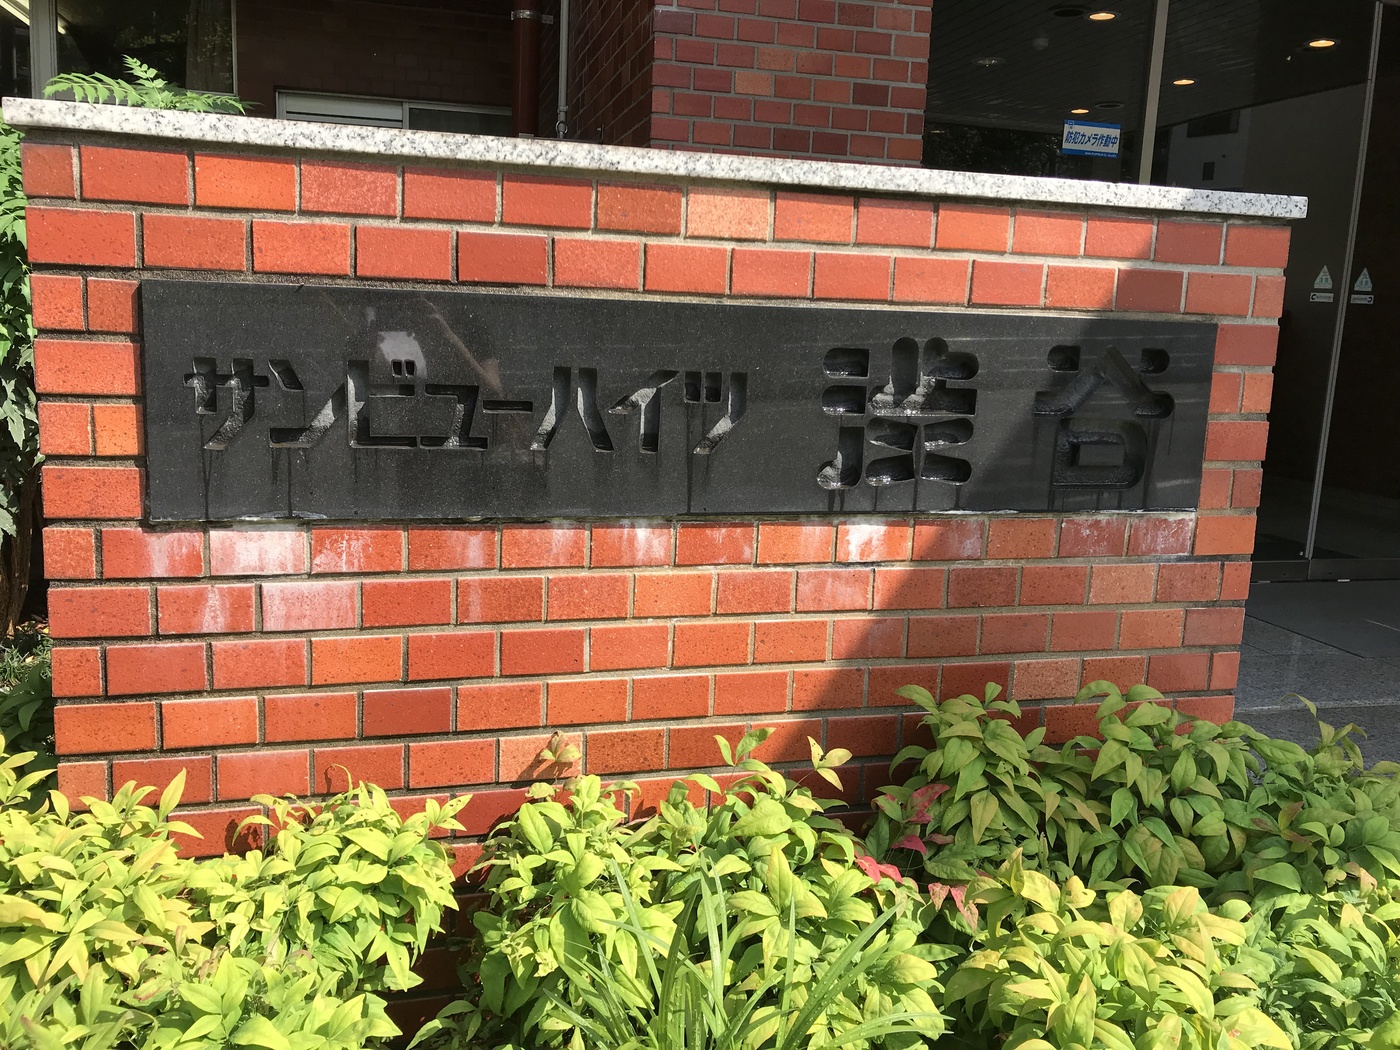 防犯カメラ作動中
サンビューハイツ 渋谷